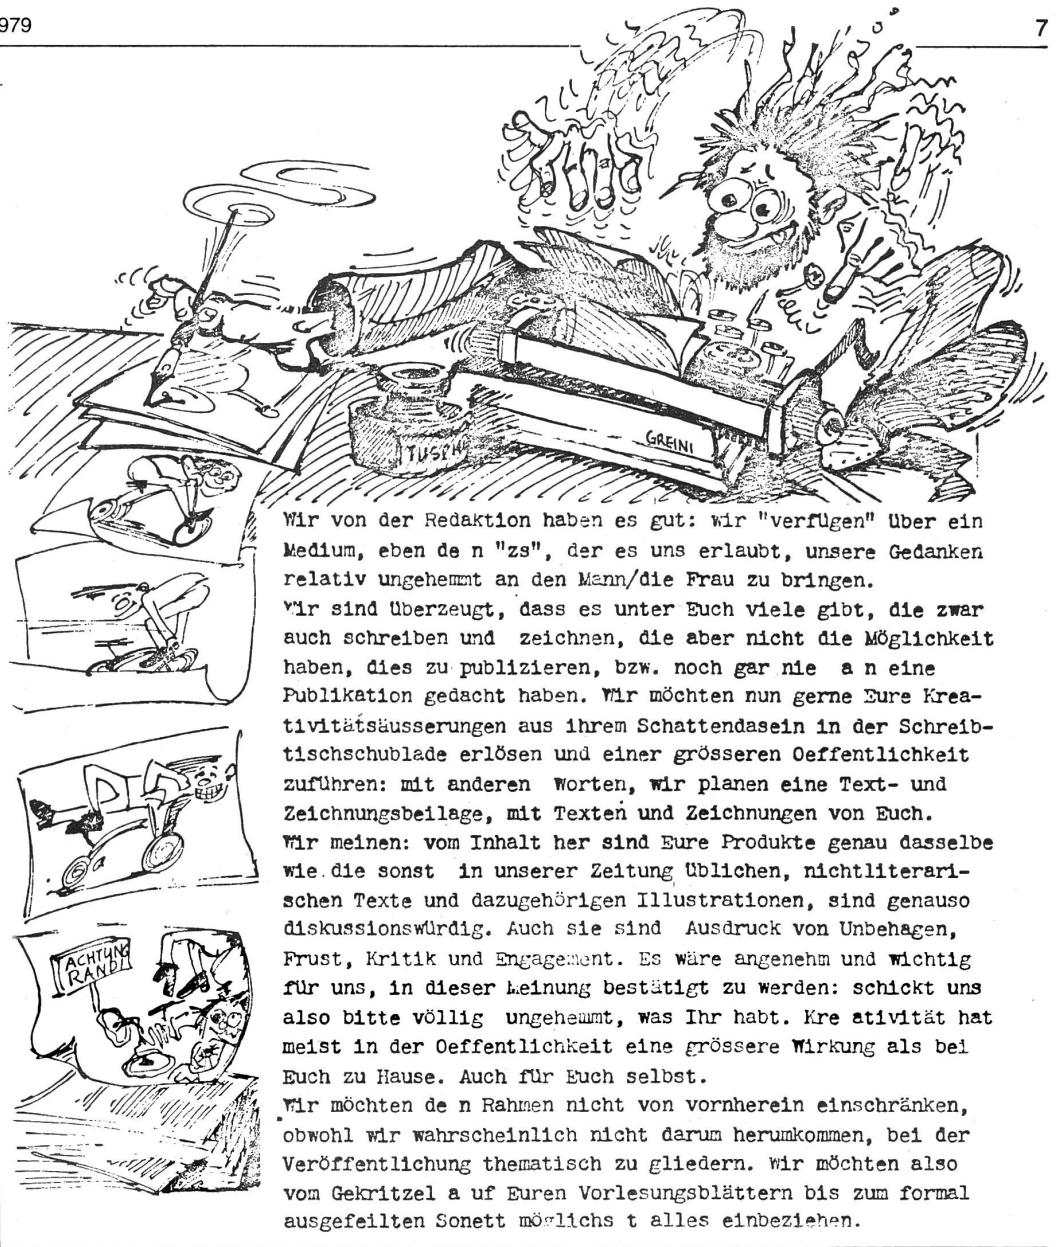 979
7
TUSPH
GREINI
Wir von der Redaktion haben es gut: wir "verfügen" über ein
Medium, eben de n "zs", der es uns erlaubt, unsere Gedanken
relativ ungehemmt an den Mann/die Frau zu bringen.
Wir sind überzeugt, dass es unter Euch viele gibt, die zwar
auch schreiben und zeichnen, die aber nicht die Möglichkeit
haben, dies zu publizieren, bzw. noch gar nie a n eine
Publikation gedacht haben. Wir möchten nun gerne Eure Krea-
tivitätsäusserungen aus ihrem Schattendasein in der Schreib-
tischschublade erlösen und einer grösseren Oeffentlichkeit
zuführen: mit anderen Worten, wir planen eine Text- und
Zeichnungsbeilage, mit Texten und Zeichnungen von Euch.
Wir meinen: vom Inhalt her sind Eure Produkte genau dasselbe
wie die sonst in unserer Zeitung üblichen, nichtliterari-
schen Texte und dazugehörigen Illustrationen, sind genauso
diskussionswürdig. Auch sie sind Ausdruck von Unbehagen,
Frust, Kritik und Engagement. Es wäre angenehm und wichtig
für uns, in dieser Meinung bestätigt zu werden: schickt uns
also bitte völlig ungehemmt, was Ihr habt. Kre ativität hat
meist in der Oeffentlichkeit eine grössere Wirkung als bei
Euch zu Hause. Auch für Euch selbst.
Wir möchten de n Rahmen nicht von vornherein einschränken,
obwohl wir wahrscheinlich nicht darum herumkommen, bei der
Veröffentlichung thematisch zu gliedern. Wir möchten also
vom Gekritzel a uf Euren Vorlesungsblättern bis zum formal
ausgefeilten Sonett möglichs t alles einbeziehen.
ACHTUNG
RAND!